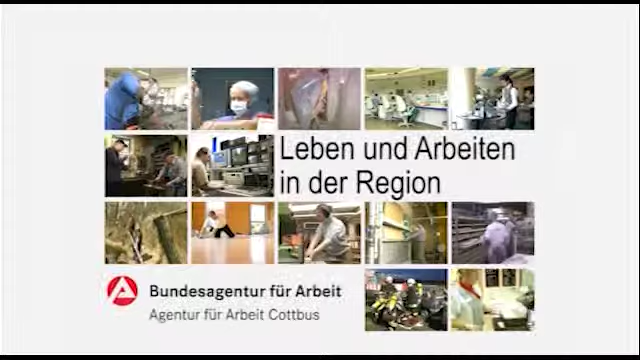 Leben und Arbeiten
in der Region
Bundesagentur für Arbeit
Agentur für Arbeit Cottbus